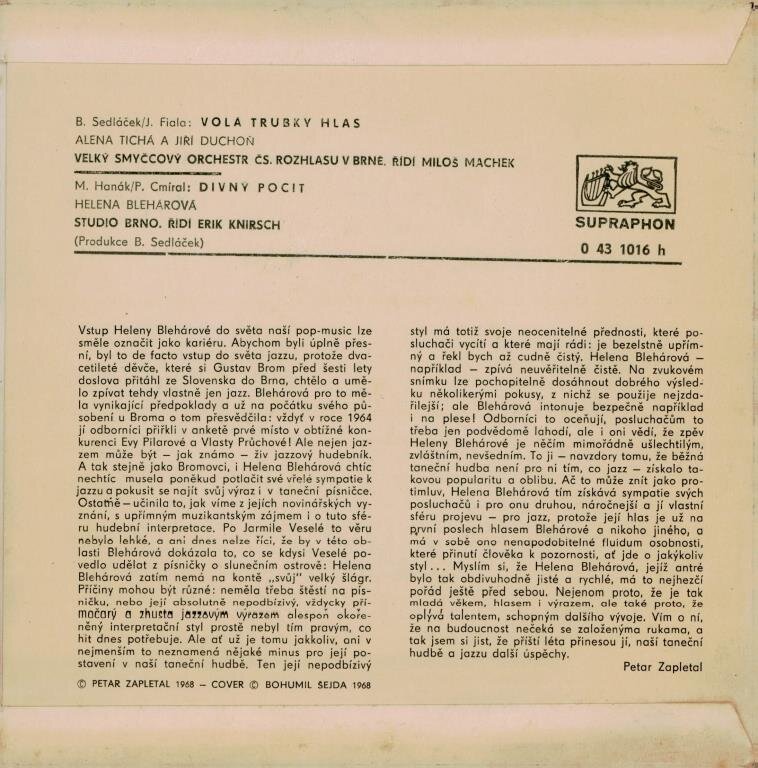 B. Sedláček/J. Fiala: VOLÁ TRUBKY HLAS
ALENA TICHÁ A JIŘÍ DUCHOŇ
VELKÝ SMYČCOVÝ ORCHESTR ČS. ROZHLASU V BRNĚ. ŘÍDÍ MILOŠ MACHEK
M. Hanák/P. Cmíral: DIVNÝ POCIT
HELENA BLEHÁROVÁ
STUDIO BRNO. ŘÍDÍ ERIK KNIRSCH
(Produkce B. Sedláček)
SUPRAPHON
0 43 1016 h
Vstup Heleny Blehárové do světa naší pop-music lze
směle označit jako kariéru. Abychom byli úplně přes-
ní, byl to de facto vstup do světa jazzu, protože dva-
cetileté děvče, které si Gustav Brom před šesti lety
doslova přitáhl ze Slovenska do Brna, chtělo a umě-
lo zpívat tehdy vlastně jen jazz. Blehárová pro to mě-
la vynikající předpoklady a už na počátku svého pů-
sobení u Broma o tom přesvědčila: vždyť v roce 1964
jí odborníci přiřkli v anketě prvé místo v obtížné kon-
kurenci Evy Pilarové a Vlasty Průchové! Ale nejen jaz-
zem může být – jak známo – živ jazzový hudebník.
A tak stejně jako Bromovci, i Helena Blehárová chtíc
nechtíc musela poněkud potlačit své vřelé sympatie k
jazzu a pokusit se najít svůj výraz i v taneční písničce.
Ostatně – učinila to, jak víme z jejích novinářských vy-
znání, s upřímným muzikantským zájmem i o tuto sfé-
ru hudební interpretace. Po Jarmile Veselé to věru
nebylo lehké, a ani dnes nelze říci, že by v této ob-
lasti Blehárová dokázala to, co se kdysi Veselé po-
vedlo udělat z písničky o slunečním ostrově: Helena
Blehárová zatím nemá na kontě „svůj" velký šlágr.
Příčiny mohou být různé: neměla třeba štěstí na pís-
ničku, nebo její absolutně nepodbízivý, vždycky pří-
močarý a zhusta jazzovým výrazem alespoň okoře-
něný interpretační styl prostě nebyl tím pravým, co
hit dnes potřebuje. Ale ať už je tomu jakkoliv, ani v
nejmenším to neznamená nějaké minus pro její po-
stavení v naší taneční hudbě. Ten její nepodbízivý
styl má totiž svoje neocenitelné přednosti, které po-
sluchači vycítí a které mají rádi: je bezelstně upřím-
ný a řekl bych až cudně čistý. Helena Blehárová –
například – zpívá neuvěřitelně čistě. Na zvukovém
snímku lze pochopitelně dosáhnout dobrého výsled-
ku několikerými pokusy, z nichž se použije nejzda-
řilejší; ale Blehárová intonuje bezpečně například
i na plese! Odborníci to oceňují, posluchačům to
třeba jen podvědomě lahodí, ale i oni vědí, že zpěv
Heleny Blehárové je něčím mimořádně ušlechtilým,
zvláštním, nevšedním. To ji – navzdory tomu, že běžná
taneční hudba není pro ni tím, co jazz – získalo ta-
kovou popularitu a oblibu. Ač to může znít jako pro-
timluv, Helena Blehárová tím získává sympatie svých
posluchačů i pro onu druhou, náročnější a jí vlastní
sféru projevu – pro jazz, protože její hlas je už na
první poslech hlasem Blehárové a nikoho jiného, a
má v sobě ono nenapodobitelné fluidum osobnosti,
které přinutí člověka k pozornosti, ať jde o jakýkoliv
styl... Myslím si, že Helena Blehárová, jejíž antré
bylo tak obdivuhodně jisté a rychlé, má to nejhezčí
pořád ještě před sebou. Nejenom proto, že je tak
mladá věkem, hlasem i výrazem, ale také proto, že
oplývá talentem, schopným dalšího vývoje. Vím o ní,
že na budoucnost nečeká se založenýma rukama, a
tak jsem si jist, že příští léta přinesou jí, naší taneční
hudbě a jazzu další úspěchy.
Petar Zapletal
© PETAR ZAPLETAL 1968 – COVER © BOHUMIL ŠEJDA 1968